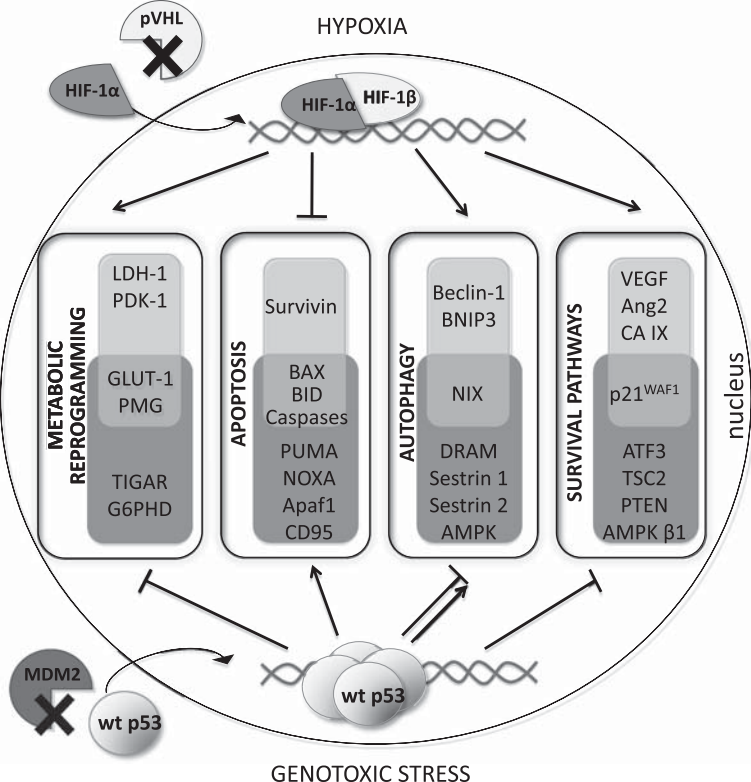 pVHL
HYPOXIA
HIF-1α
HIF-1α
HIF-1β
METABOLIC
REPROGRAMMING
LDH-1
PDK-1
GLUT-1
PMG
TIGAR
G6PHD
APOPTOSIS
Survivin
BAX
BID
Caspases
PUMA
NOXA
Apaf1
CD95
AUTOPHAGY
Beclin-1
BNIP3
NIX
DRAM
Sestrin 1
Sestrin 2
AMPK
SURVIVAL PATHWAYS
VEGF
Ang2
CA IX
p21ᵂᴬᶠ¹
ATF3
TSC2
PTEN
AMPK β1
nucleus
MDM2
wt p53
wt p53
GENOTOXIC STRESS